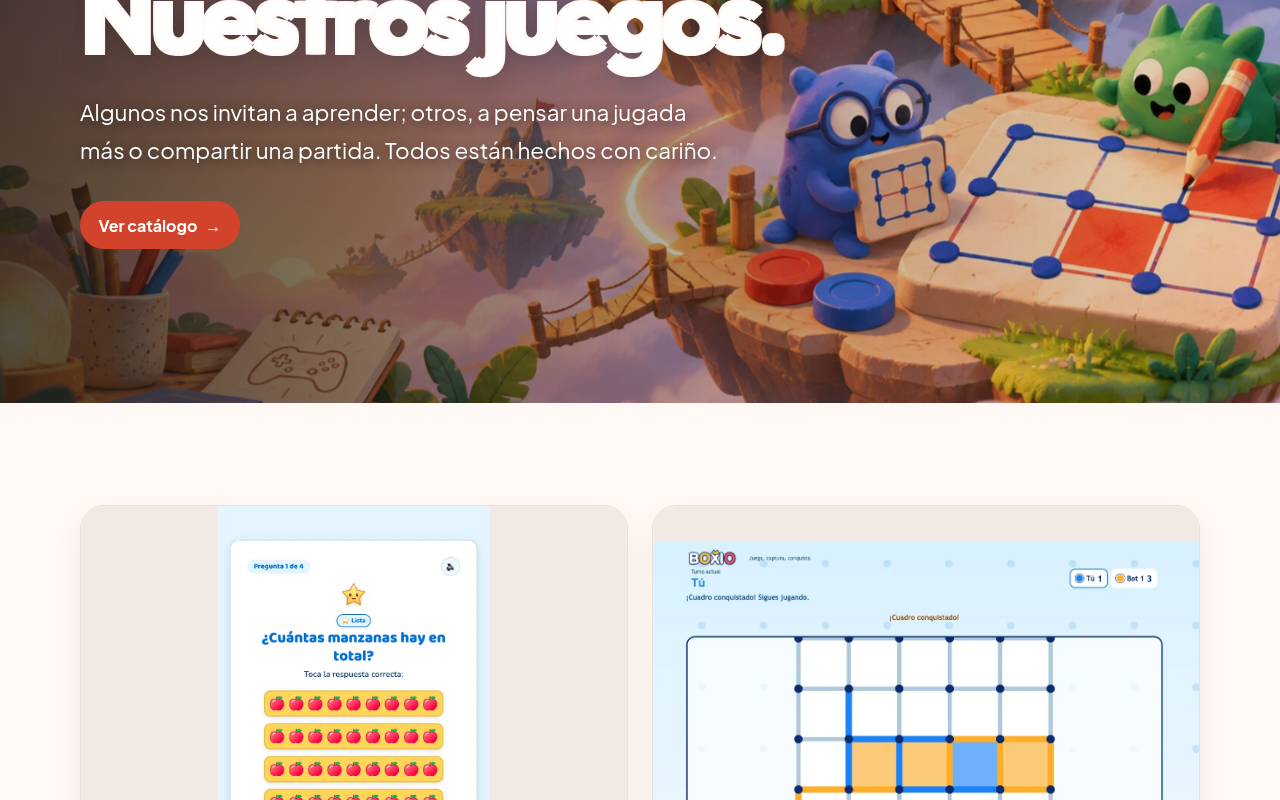 Nuestros juegos.
Algunos nos invitan a aprender; otros, a pensar una jugada
más o compartir una partida. Todos están hechos con cariño.
Ver catálogo →
Pregunta 1 de 4
Lista
¿Cuántas manzanas hay en
total?
Toca la respuesta correcta:
BOXIO
Juega, captura, conquista
Turno actual
Tú
¡Cuadro conquistado! Sigues jugando.
Tú 1
Bot 1 3
¡Cuadro conquistado!